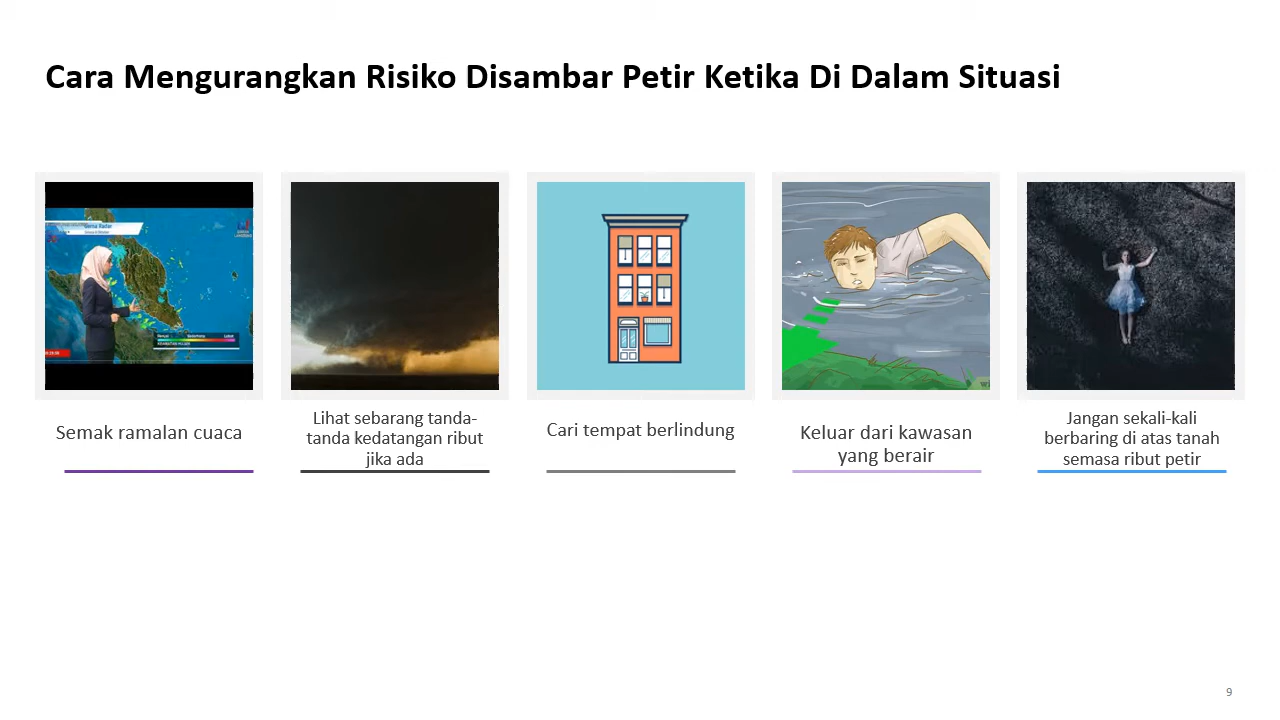 Cara Mengurangkan Risiko Disambar Petir Ketika Di Dalam Situasi
Semak ramalan cuaca
Lihat sebarang tanda-
tanda kedatangan ribut
jika ada
Cari tempat berlindung
Keluar dari kawasan
yang berair
Jangan sekali-kali
berbaring di atas tanah
semasa ribut petir
9